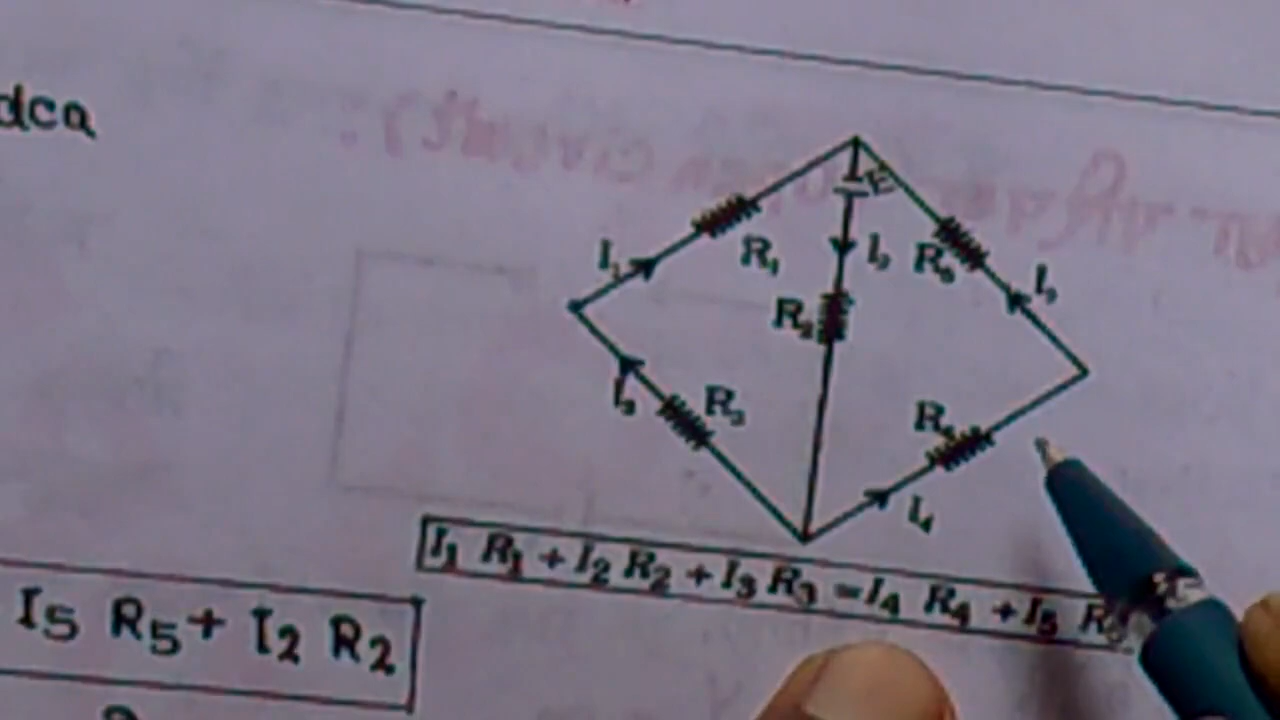 dca
E
I₁
R₁
I₂
R₅
I₅
R₂
I₃
R₃
R₄
I₄
I₁ R₁ + I₂ R₂ + I₃ R₃ = I₄ R₄ + I₅ R₅
I₅ R₅ + I₂ R₂